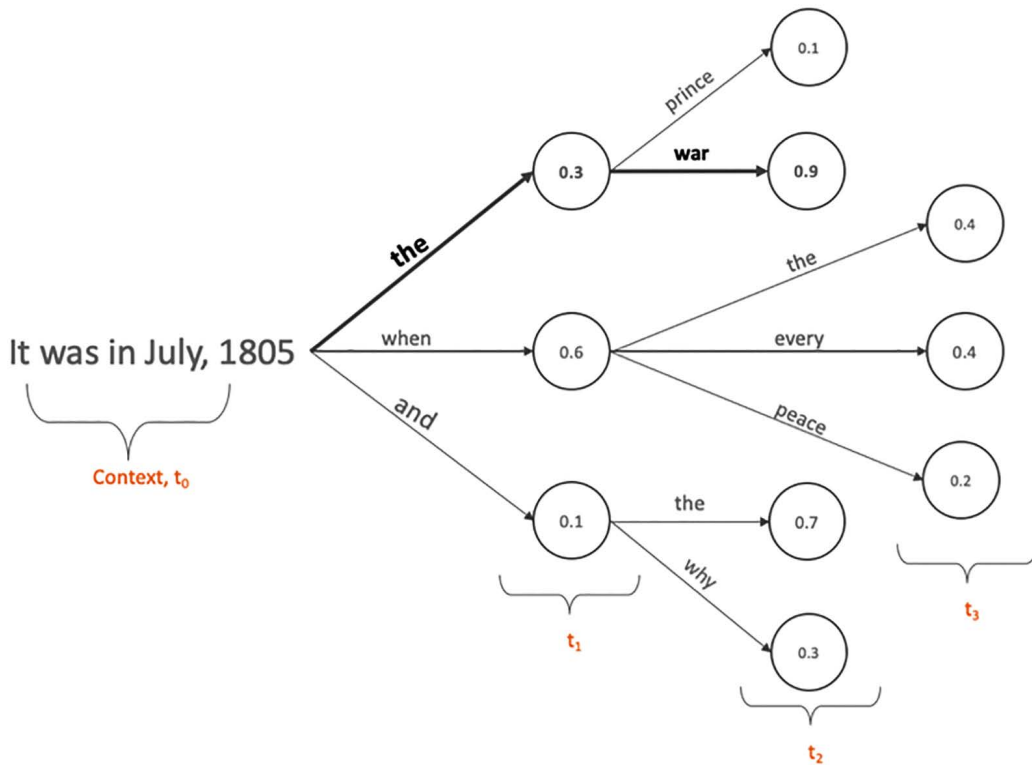 0.1
prince
war
0.3
0.9
the
0.4
the
It was in July, 1805
when
0.6
every
0.4
and
peace
Context, t₀
0.2
0.1
the
0.7
why
t₁
t₃
0.3
t₂